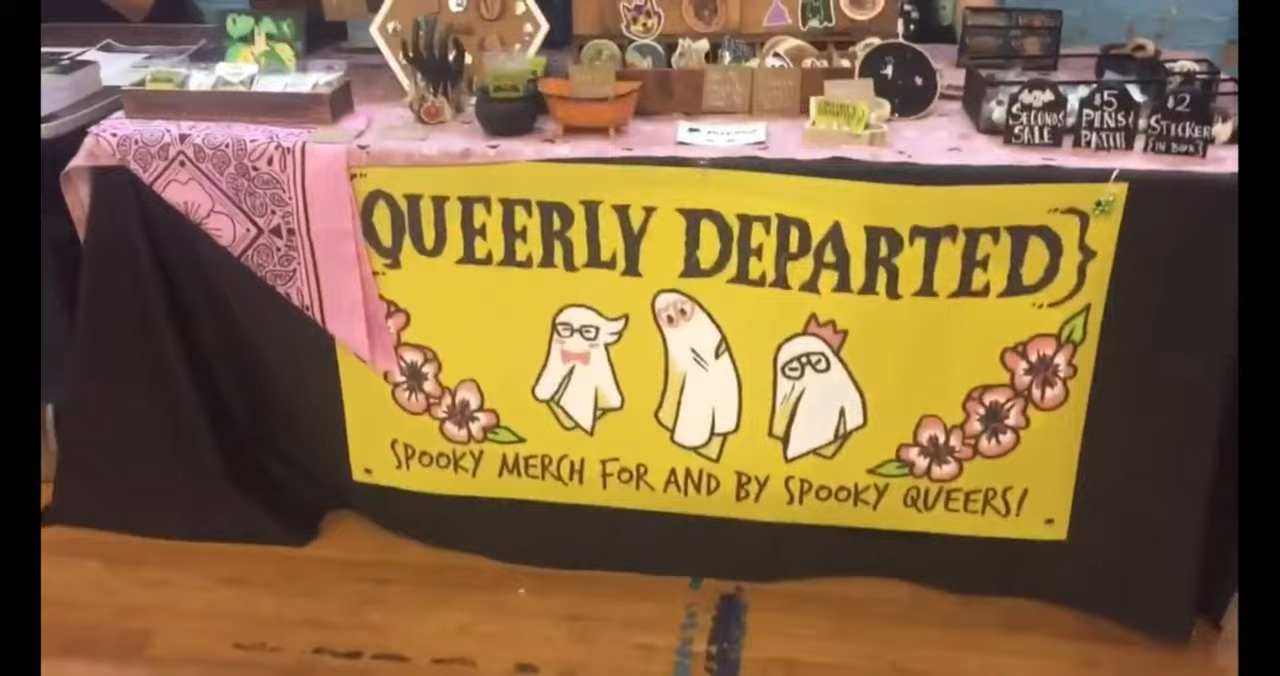 SECONDS
SALE
$5
PINS &
PATCH
$2
STICKER
{IN BOX}
QUEERLY DEPARTED}
SPOOKY MERCH FOR AND BY SPOOKY QUEERS!